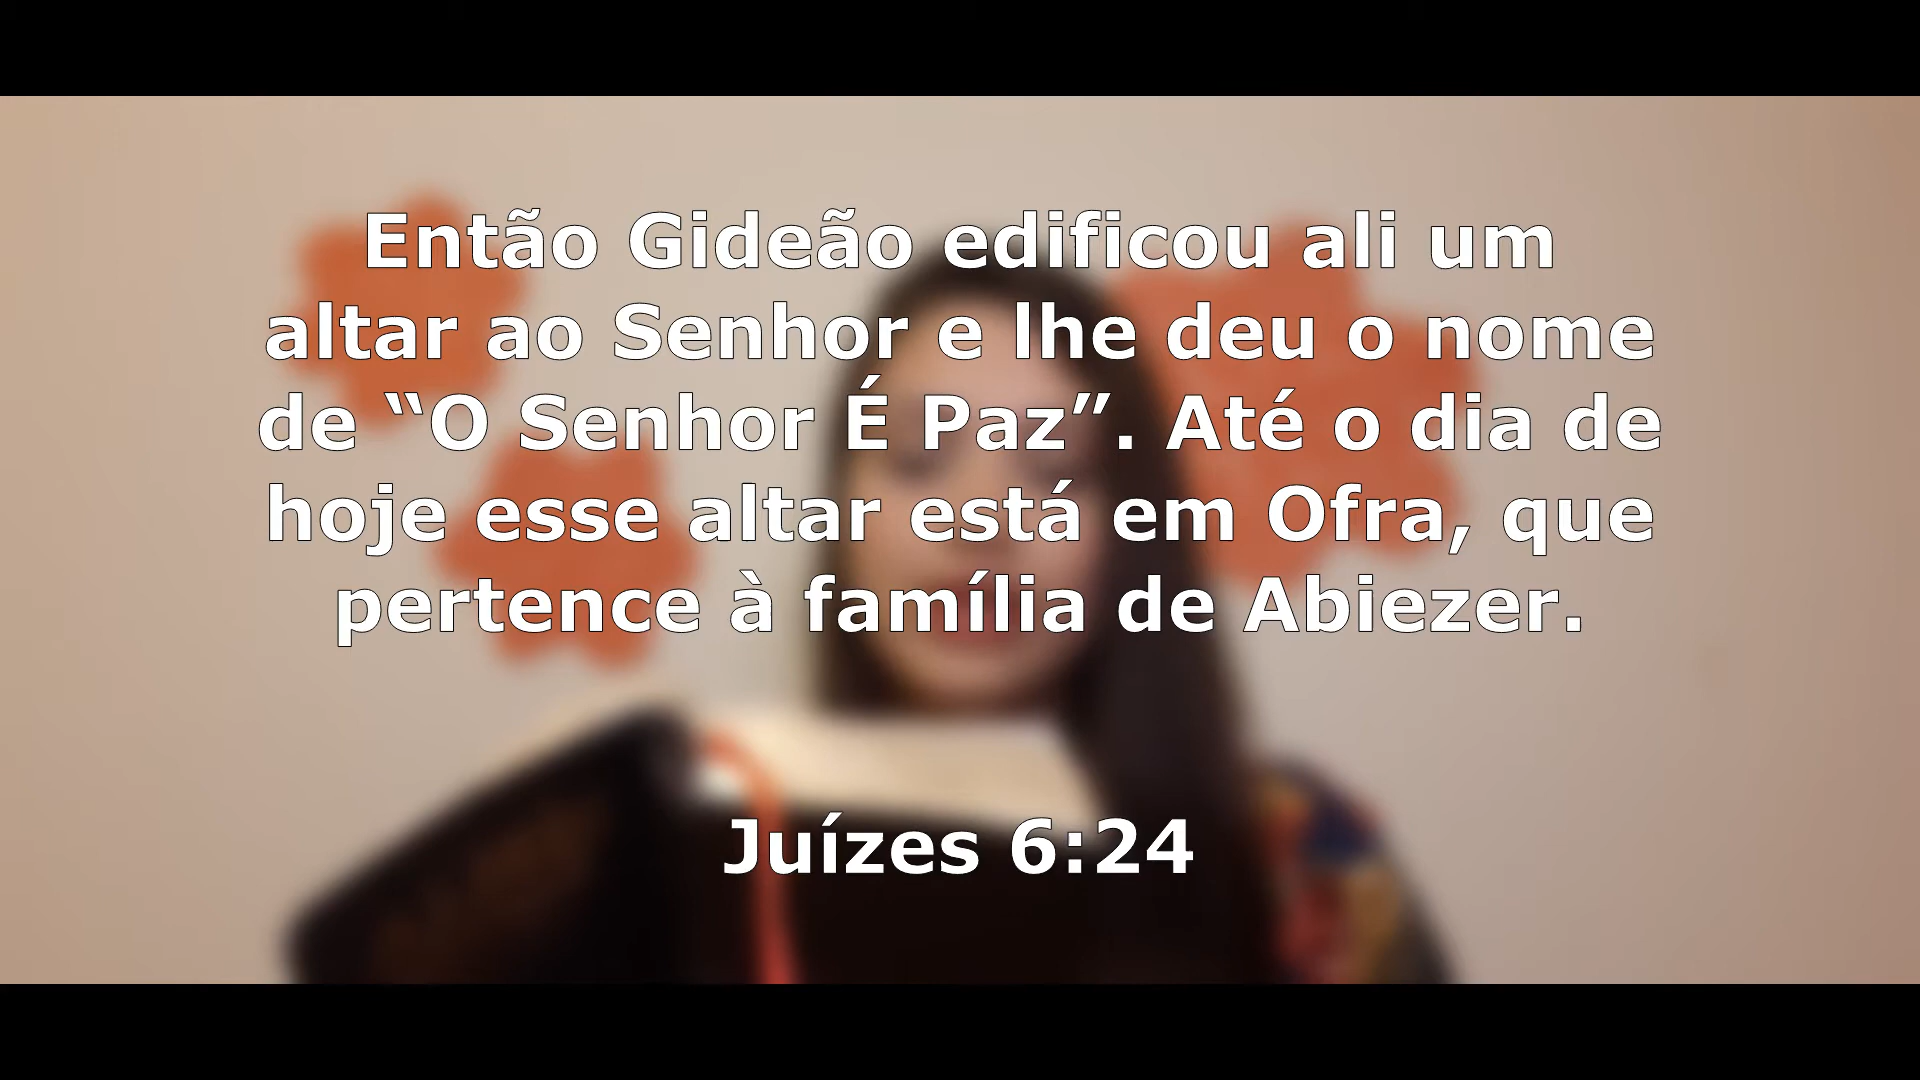 Então Gideão edificou ali um
altar ao Senhor e lhe deu o nome
de “O Senhor É Paz”. Até o dia de
hoje esse altar está em Ofra, que
pertence à família de Abiezer.
Juízes 6:24